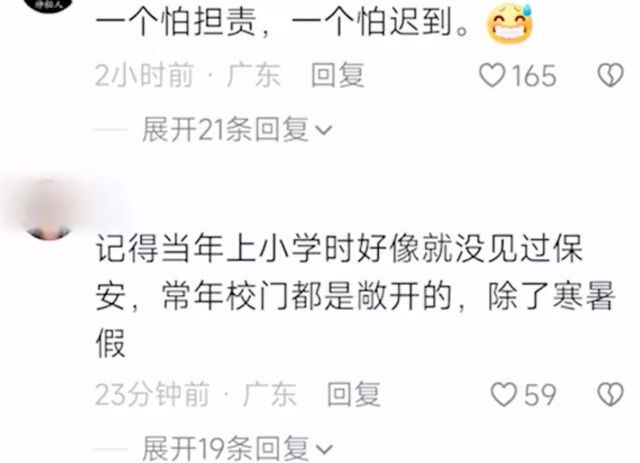 一个怕担责，一个怕迟到。
2小时前 · 广东 回复 165
展开21条回复
记得当年上小学时好像就没见过保
安，常年校门都是敞开的，除了寒暑
假
23分钟前 · 广东 回复 59
展开19条回复